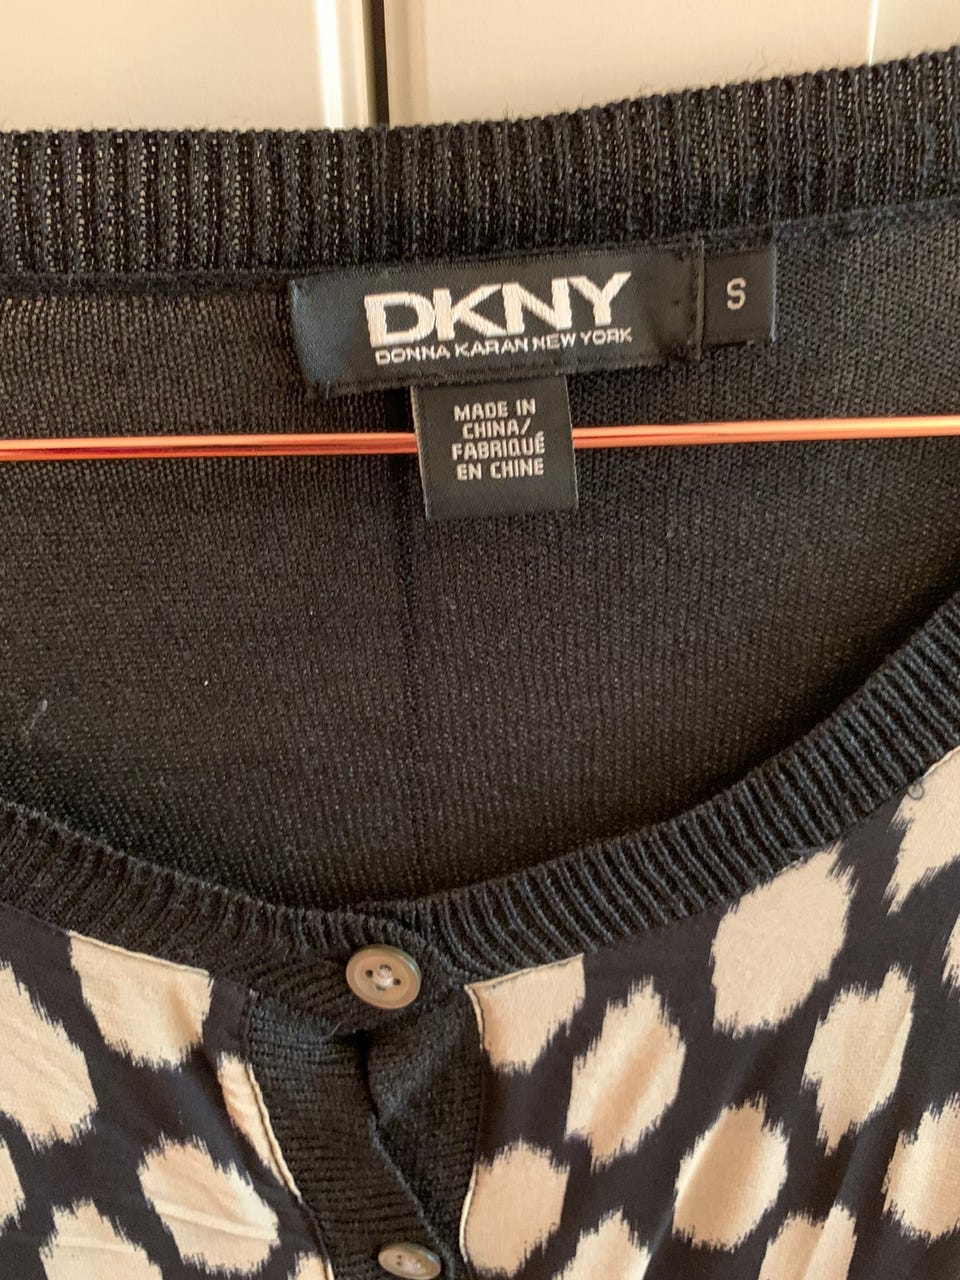 DKNY
DONNA KARAN NEW YORK
S
MADE IN
CHINA/
FABRIQUÉ
EN CHINE